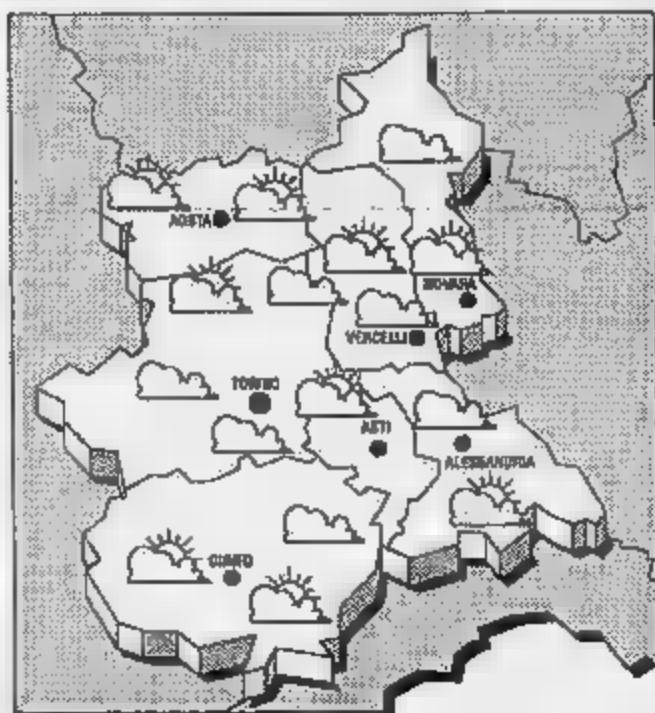 AOSTA
NOVARA
VERCELLI
TORINO
ASTI
ALESSANDRIA
CUNEO